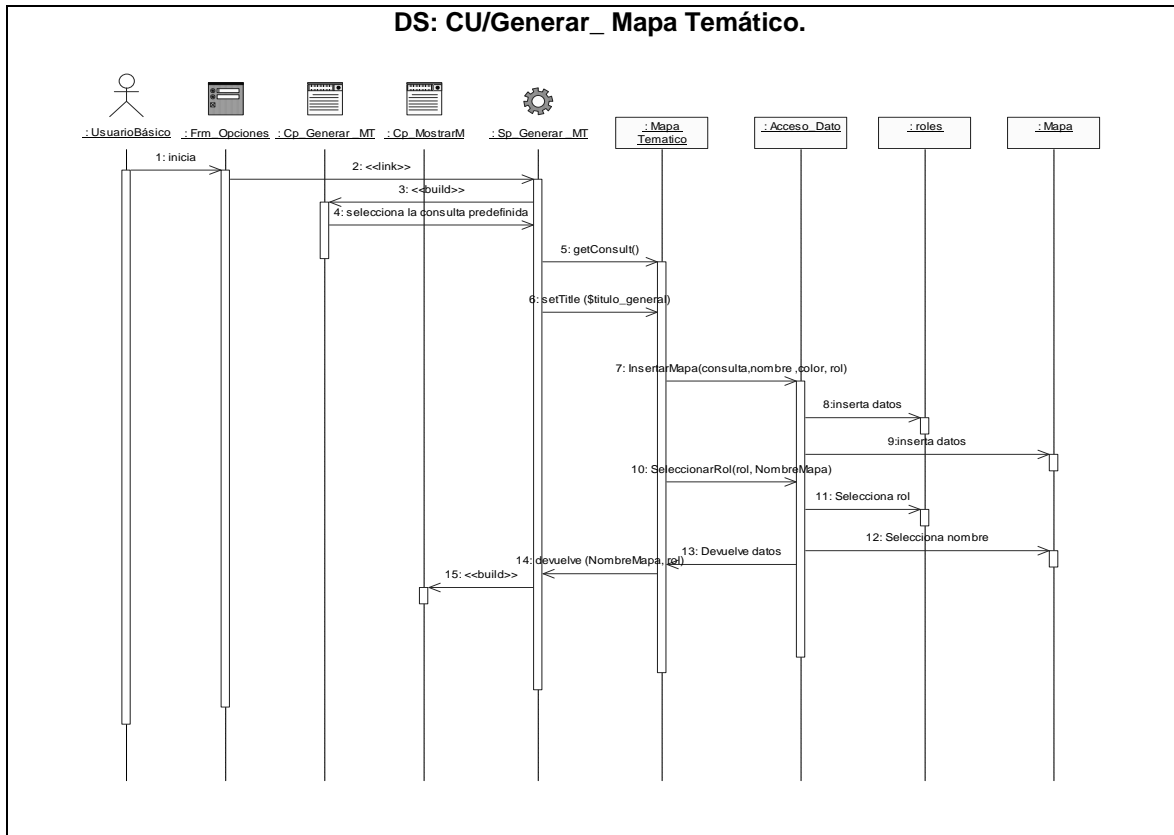 DS: CU/Generar_ Mapa Temático.
: UsuarioBásico
: Frm_Opciones
: Cp_Generar_MT
: Cp_MostrarM
: Sp_Generar_MT
: Mapa
Tematico
: Acceso_Dato
: roles
: Mapa
1: inicia
2: <<link>>
3: <<build>>
4: selecciona la consulta predefinida
5: getConsult()
6: setTitle ($titulo_general)
7: InsertarMapa(consulta,nombre ,color, rol)
8:inserta datos
9:inserta datos
10: SeleccionarRol(rol, NombreMapa)
11: Selecciona rol
12: Selecciona nombre
13: Devuelve datos
14: devuelve (NombreMapa, rol)
15: <<build>>